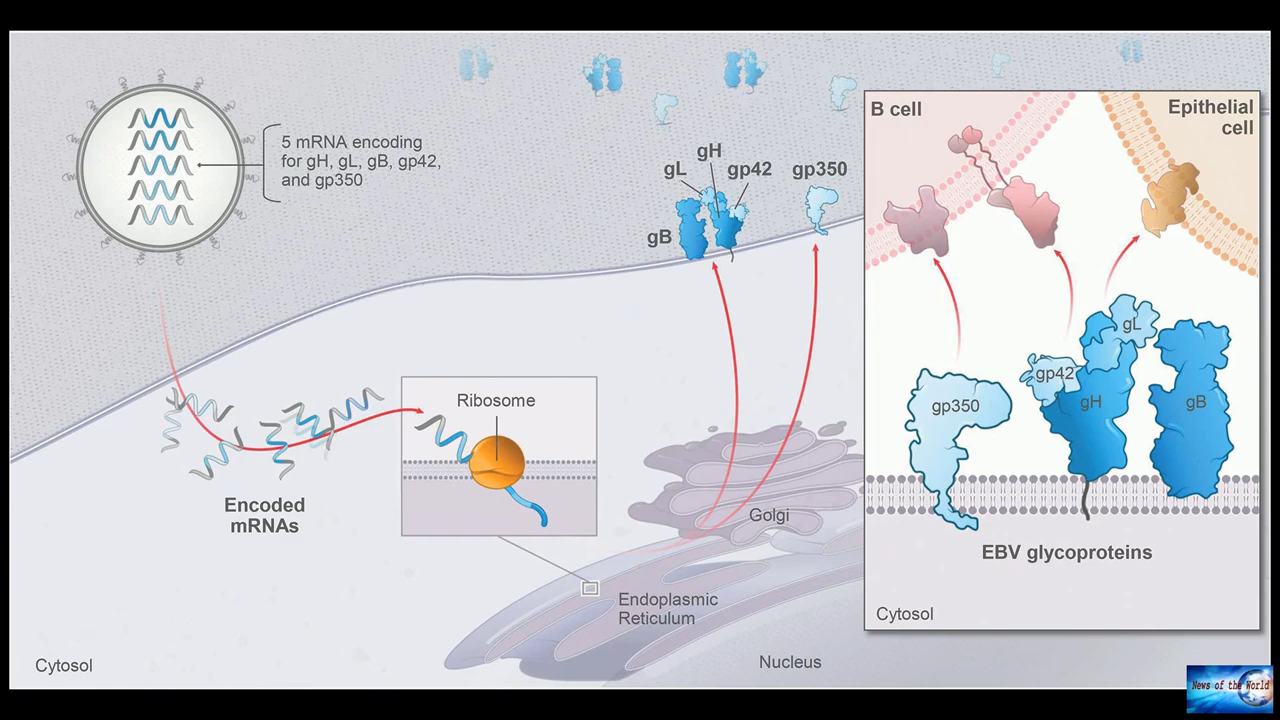 5 mRNA encoding
for gH, gL, gB, gp42,
and gp350
gH
gL
gp42
gp350
gB
Ribosome
Encoded
mRNAs
Golgi
Endoplasmic
Reticulum
Nucleus
Cytosol
B cell
Epithelial
cell
gL
gp42
gH
gp350
gB
EBV glycoproteins
Cytosol
News of the World